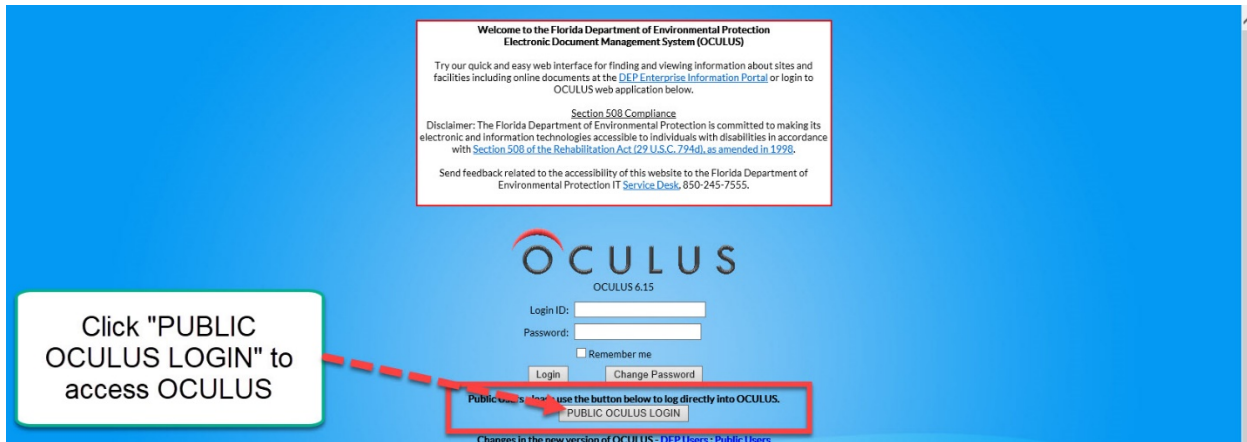 Welcome to the Florida Department of Environmental Protection
Electronic Document Management System (OCULUS)
Try our quick and easy web interface for finding and viewing information about sites and
facilities including online documents at the DEP Enterprise Information Portal or login to
OCULUS web application below.
Section 508 Compliance
Disclaimer: The Florida Department of Environmental Protection is committed to making its
electronic and information technologies accessible to individuals with disabilities in accordance
with Section 508 of the Rehabilitation Act (29 U.S.C. 794d), as amended in 1998.
Send feedback related to the accessibility of this website to the Florida Department of
Environmental Protection IT Service Desk, 850-245-7555.
OCULUS
OCULUS 6.15
Login ID:
Password:
Remember me
Login Change Password
Click "PUBLIC
OCULUS LOGIN" to
access OCULUS
Public Users please use the button below to log directly into OCULUS.
PUBLIC OCULUS LOGIN
Changes in the new version of OCULUS - DEP Users : Public Users